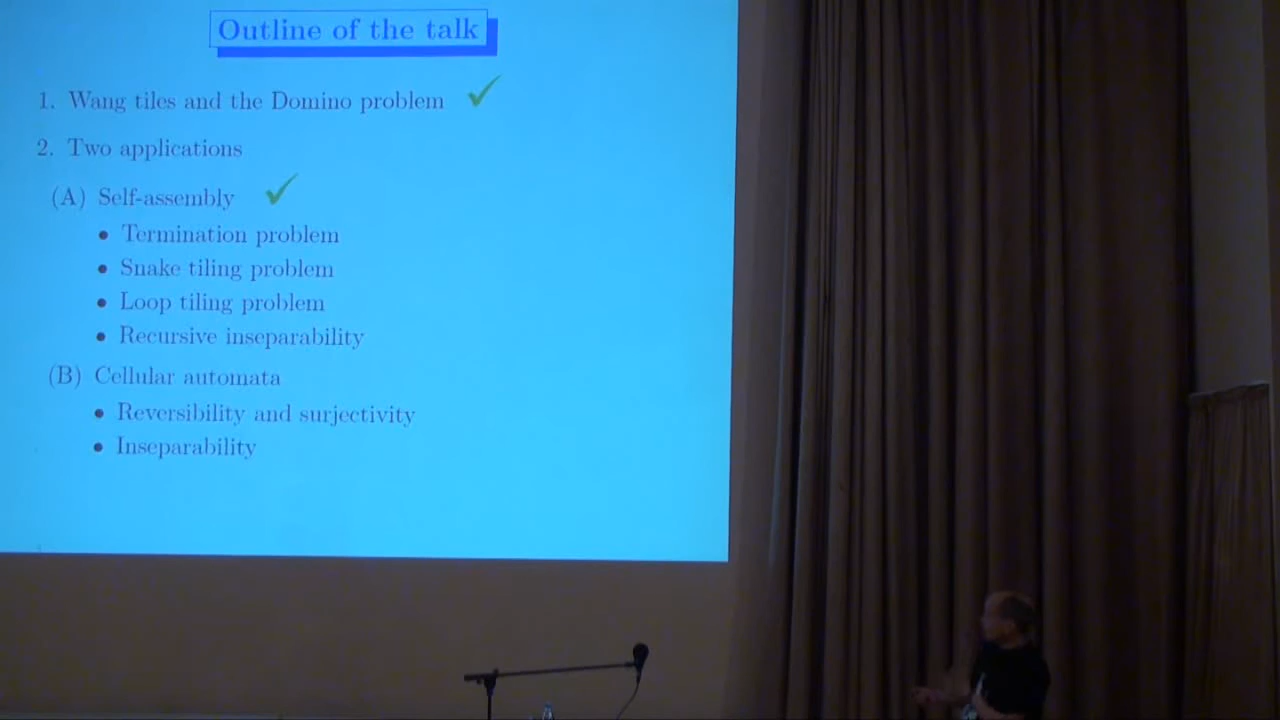 Outline of the talk
1. Wang tiles and the Domino problem ✓
2. Two applications
(A) Self-assembly ✓
• Termination problem
• Snake tiling problem
• Loop tiling problem
• Recursive inseparability
(B) Cellular automata
• Reversibility and surjectivity
• Inseparability